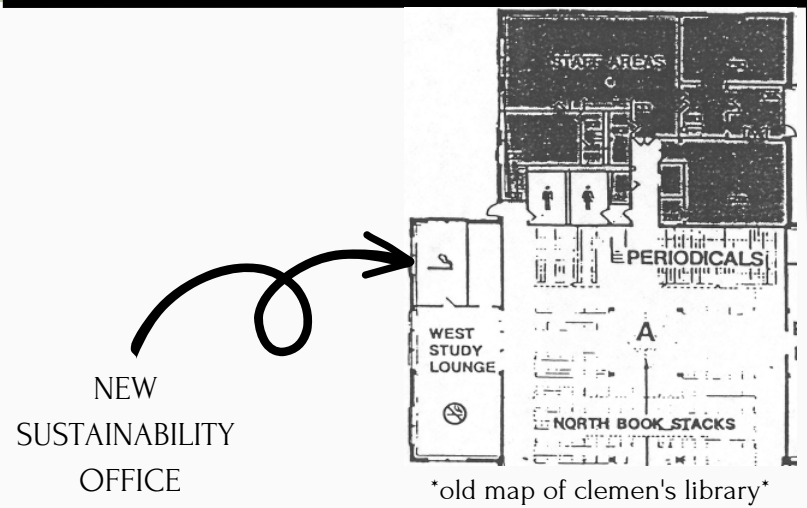 STAFF AREAS
PERIODICALS
A
WEST
STUDY
LOUNGE
NORTH BOOK STACKS
NEW
SUSTAINABILITY
OFFICE
*old map of clemen's library*